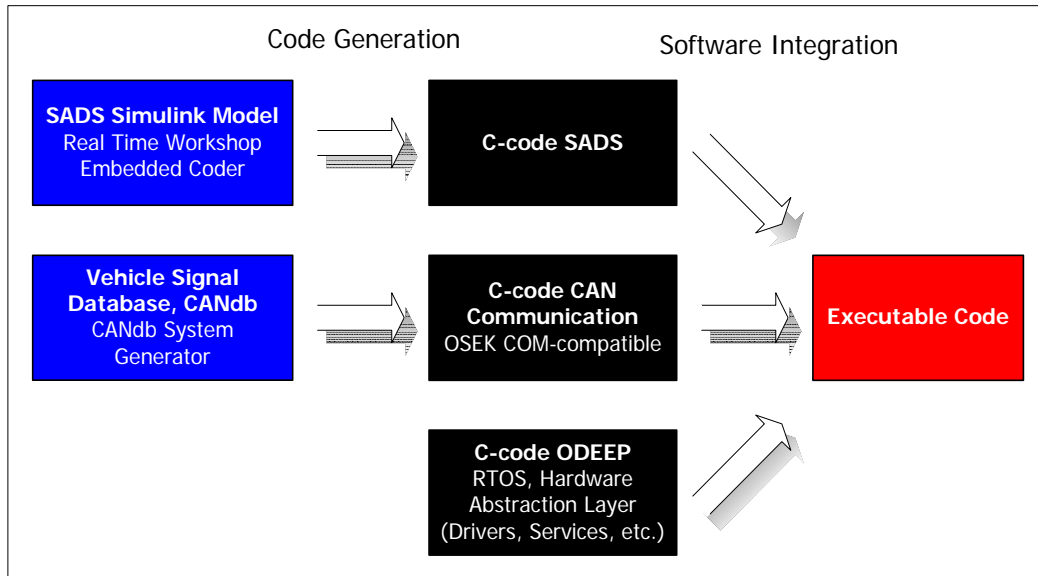 Code Generation
Software Integration
SADS Simulink Model
Real Time Workshop
Embedded Coder
C-code SADS
Vehicle Signal
Database, CANdb
CANdb System
Generator
C-code CAN
Communication
OSEK COM-compatible
Executable Code
C-code ODEEP
RTOS, Hardware
Abstraction Layer
(Drivers, Services, etc.)